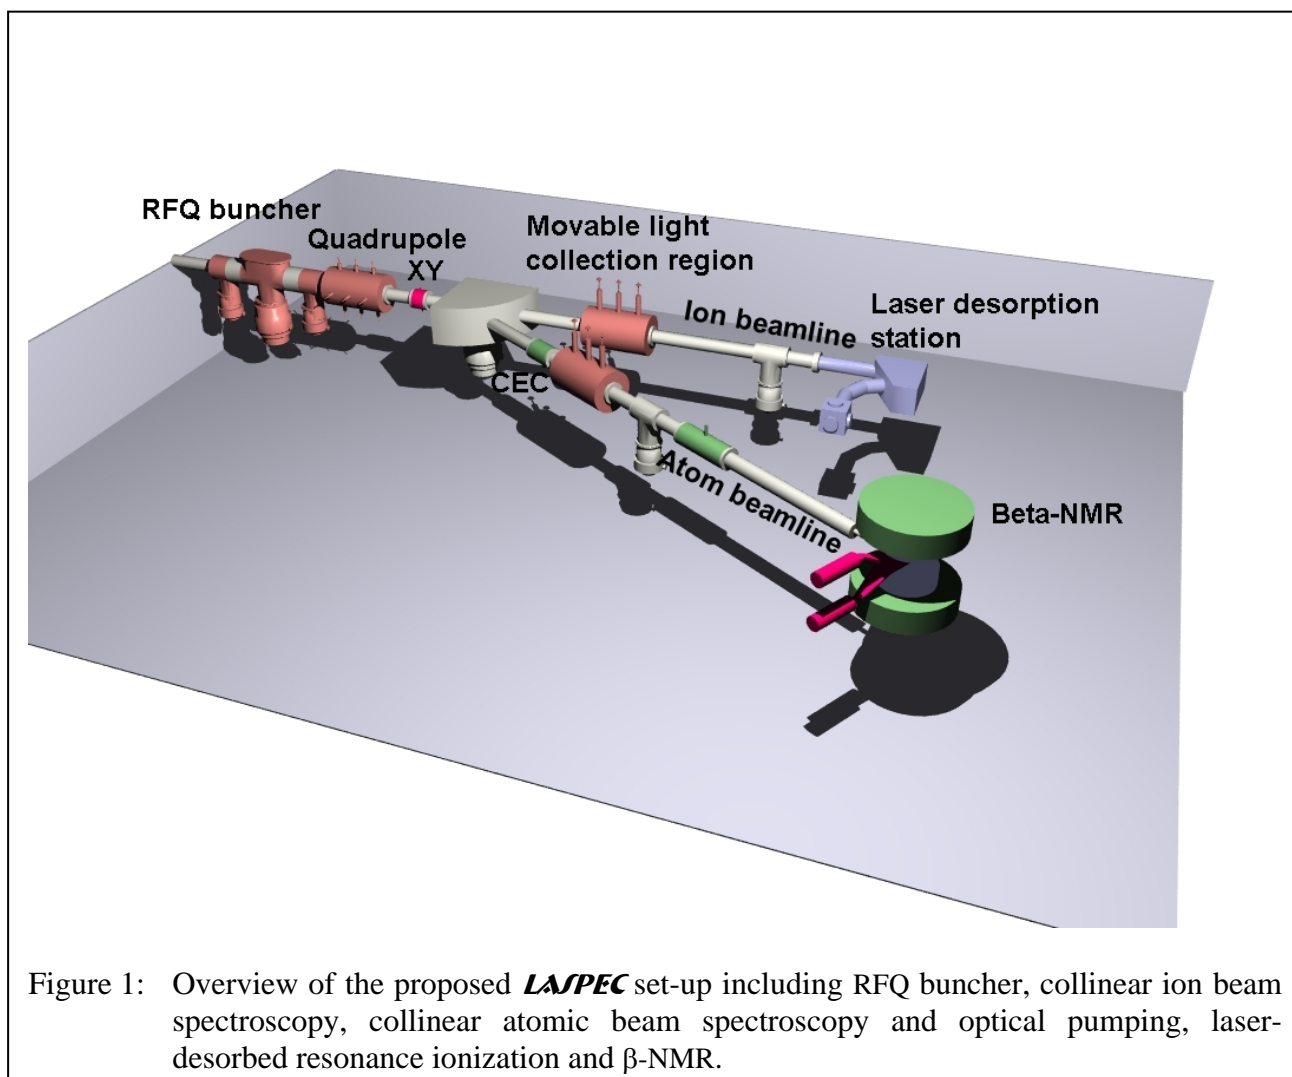 RFQ buncher
Quadrupole
XY
Movable light
collection region
Ion beamline
Laser desorption
station
CEC
Atom beamline
Beta-NMR
Figure 1: Overview of the proposed LASPEC set-up including RFQ buncher, collinear ion beam
spectroscopy, collinear atomic beam spectroscopy and optical pumping, laser-
desorbed resonance ionization and β-NMR.